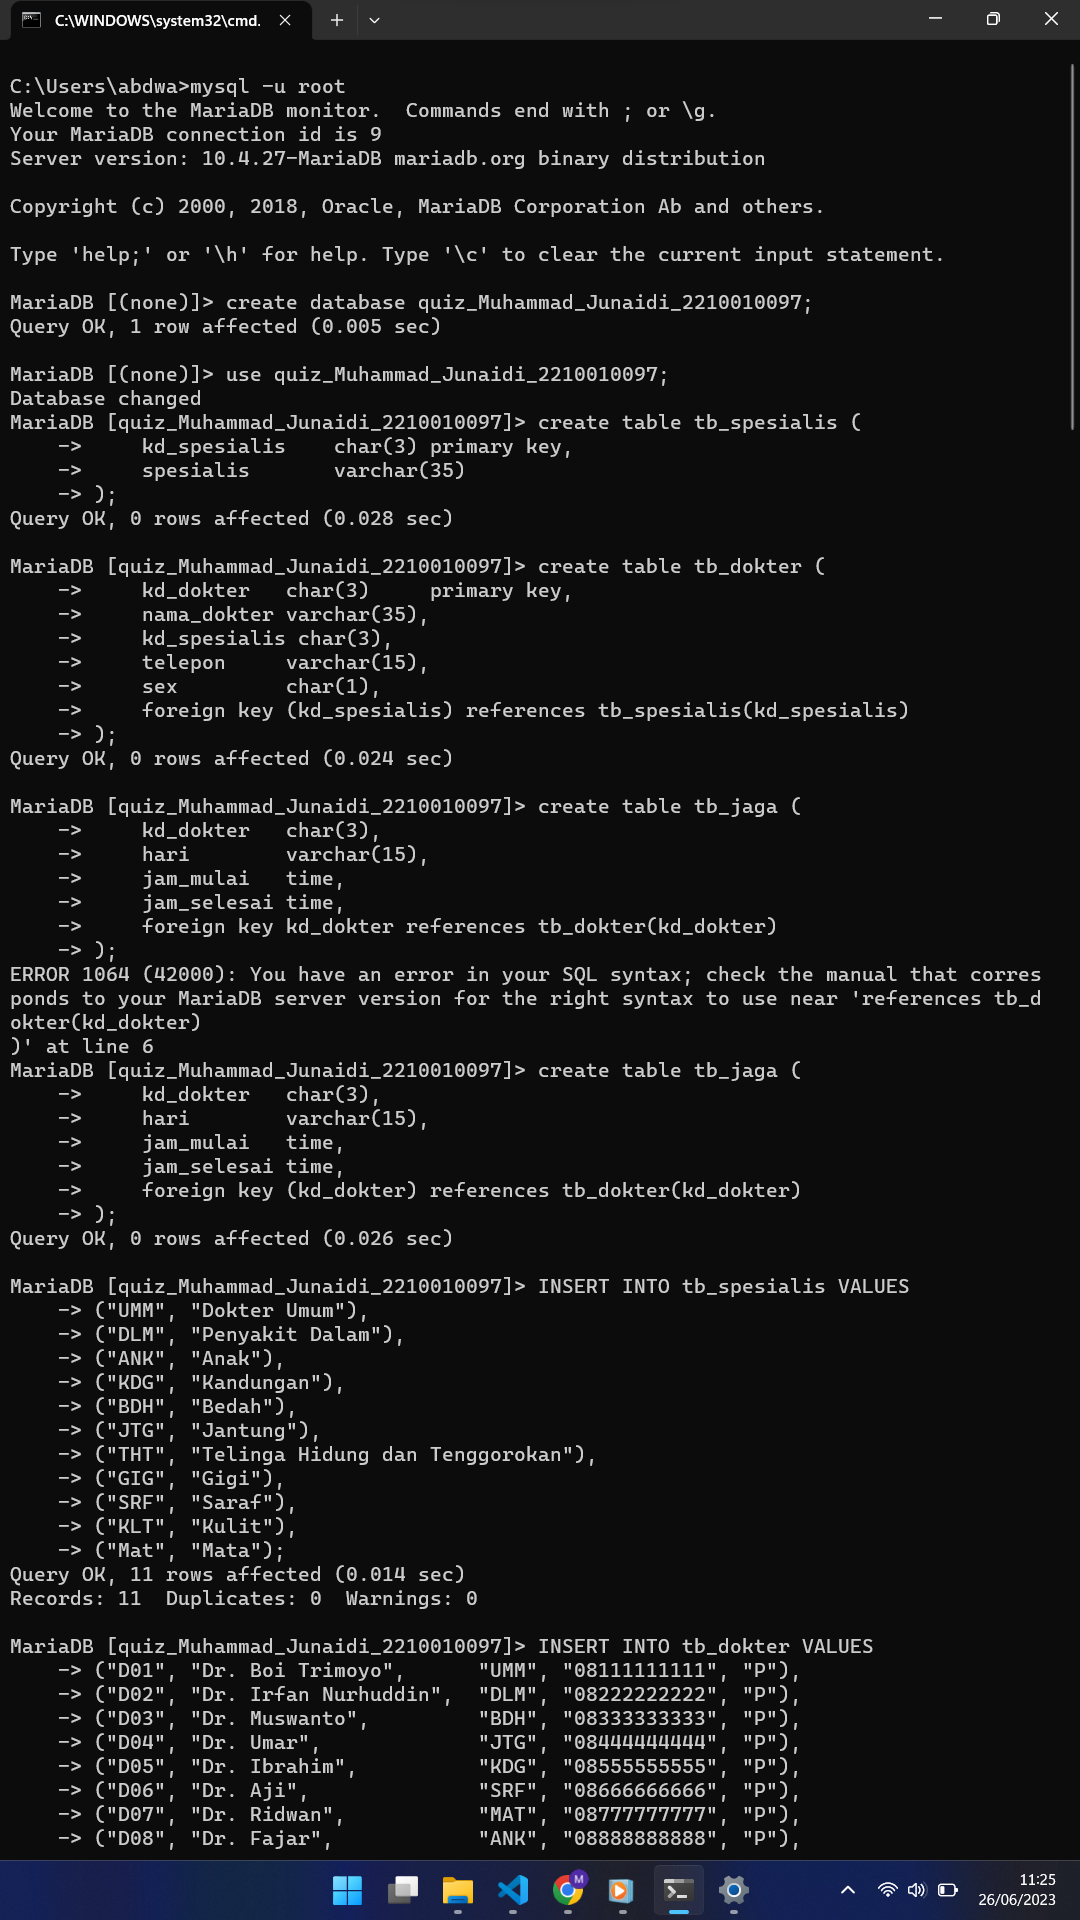 C:\WINDOWS\system32\cmd.
C:\Users\abdwa>mysql -u root
Welcome to the MariaDB monitor.  Commands end with ; or \g.
Your MariaDB connection id is 9
Server version: 10.4.27-MariaDB mariadb.org binary distribution
Copyright (c) 2000, 2018, Oracle, MariaDB Corporation Ab and others.
Type 'help;' or '\h' for help. Type '\c' to clear the current input statement.
MariaDB [(none)]> create database quiz_Muhammad_Junaidi_2210010097;
Query OK, 1 row affected (0.005 sec)
MariaDB [(none)]> use quiz_Muhammad_Junaidi_2210010097;
Database changed
MariaDB [quiz_Muhammad_Junaidi_2210010097]> create table tb_spesialis (
    ->     kd_spesialis    char(3) primary key,
    ->     spesialis       varchar(35)
    -> );
Query OK, 0 rows affected (0.028 sec)
MariaDB [quiz_Muhammad_Junaidi_2210010097]> create table tb_dokter (
    ->     kd_dokter   char(3)     primary key,
    ->     nama_dokter varchar(35),
    ->     kd_spesialis char(3),
    ->     telepon     varchar(15),
    ->     sex         char(1),
    ->     foreign key (kd_spesialis) references tb_spesialis(kd_spesialis)
    -> );
Query OK, 0 rows affected (0.024 sec)
MariaDB [quiz_Muhammad_Junaidi_2210010097]> create table tb_jaga (
    ->     kd_dokter   char(3),
    ->     hari        varchar(15),
    ->     jam_mulai   time,
    ->     jam_selesai time,
    ->     foreign key kd_dokter references tb_dokter(kd_dokter)
    -> );
ERROR 1064 (42000): You have an error in your SQL syntax; check the manual that corres
ponds to your MariaDB server version for the right syntax to use near 'references tb_d
okter(kd_dokter)
)' at line 6
MariaDB [quiz_Muhammad_Junaidi_2210010097]> create table tb_jaga (
    ->     kd_dokter   char(3),
    ->     hari        varchar(15),
    ->     jam_mulai   time,
    ->     jam_selesai time,
    ->     foreign key (kd_dokter) references tb_dokter(kd_dokter)
    -> );
Query OK, 0 rows affected (0.026 sec)
MariaDB [quiz_Muhammad_Junaidi_2210010097]> INSERT INTO tb_spesialis VALUES
    -> ("UMM", "Dokter Umum"),
    -> ("DLM", "Penyakit Dalam"),
    -> ("ANK", "Anak"),
    -> ("KDG", "Kandungan"),
    -> ("BDH", "Bedah"),
    -> ("JTG", "Jantung"),
    -> ("THT", "Telinga Hidung dan Tenggorokan"),
    -> ("GIG", "Gigi"),
    -> ("SRF", "Saraf"),
    -> ("KLT", "Kulit"),
    -> ("Mat", "Mata");
Query OK, 11 rows affected (0.014 sec)
Records: 11  Duplicates: 0  Warnings: 0
MariaDB [quiz_Muhammad_Junaidi_2210010097]> INSERT INTO tb_dokter VALUES
    -> ("D01", "Dr. Boi Trimoyo",      "UMM", "08111111111", "P"),
    -> ("D02", "Dr. Irfan Nurhuddin",  "DLM", "08222222222", "P"),
    -> ("D03", "Dr. Muswanto",         "BDH", "08333333333", "P"),
    -> ("D04", "Dr. Umar",             "JTG", "08444444444", "P"),
    -> ("D05", "Dr. Ibrahim",          "KDG", "08555555555", "P"),
    -> ("D06", "Dr. Aji",              "SRF", "08666666666", "P"),
    -> ("D07", "Dr. Ridwan",           "MAT", "08777777777", "P"),
    -> ("D08", "Dr. Fajar",            "ANK", "08888888888", "P"),
M
11:25
26/06/2023